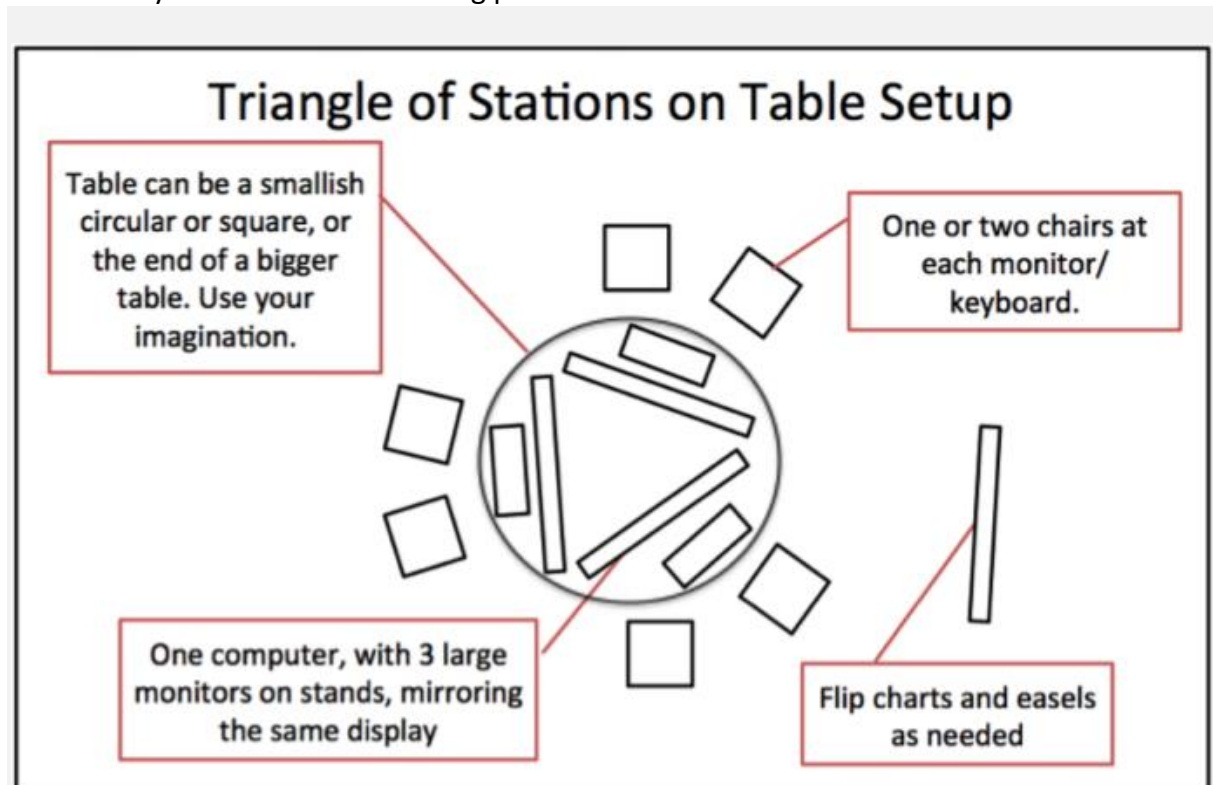 Triangle of Stations on Table Setup
Table can be a smallish
circular or square, or
the end of a bigger
table. Use your
imagination.
One or two chairs at
each monitor/
keyboard.
One computer, with 3 large
monitors on stands, mirroring
the same display
Flip charts and easels
as needed